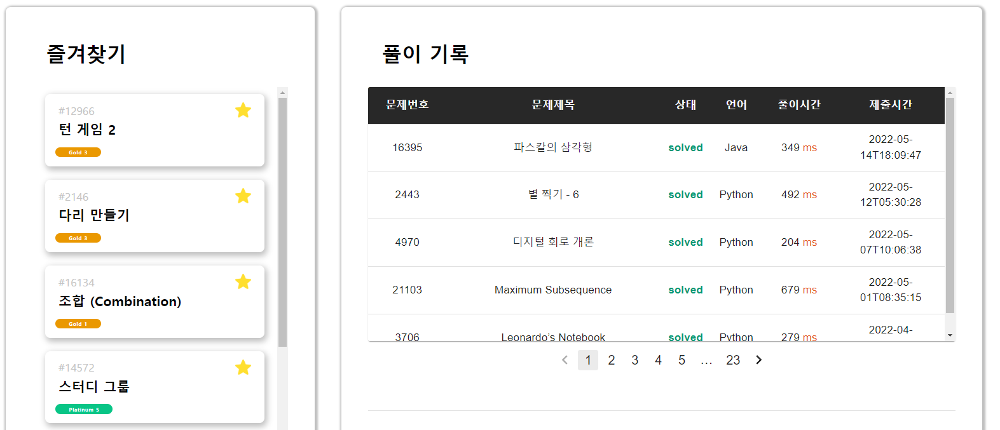 즐겨찾기
#12966
턴 게임 2
Gold 3
#2146
다리 만들기
Gold 3
#16134
조합 (Combination)
Gold 1
#14572
스터디 그룹
Platinum 5
풀이 기록
문제번호 문제제목 상태 언어 풀이시간 제출시간
16395 파스칼의 삼각형 solved Java 349 ms 2022-05-
14T18:09:47
2443 별 찍기 - 6 solved Python 492 ms 2022-05-
12T05:30:28
4970 디지털 회로 개론 solved Python 204 ms 2022-05-
07T10:06:38
21103 Maximum Subsequence solved Python 679 ms 2022-05-
01T08:35:15
3706 Leonardo’s Notebook solved Python 279 ms 2022-04-
1 2 3 4 5 … 23